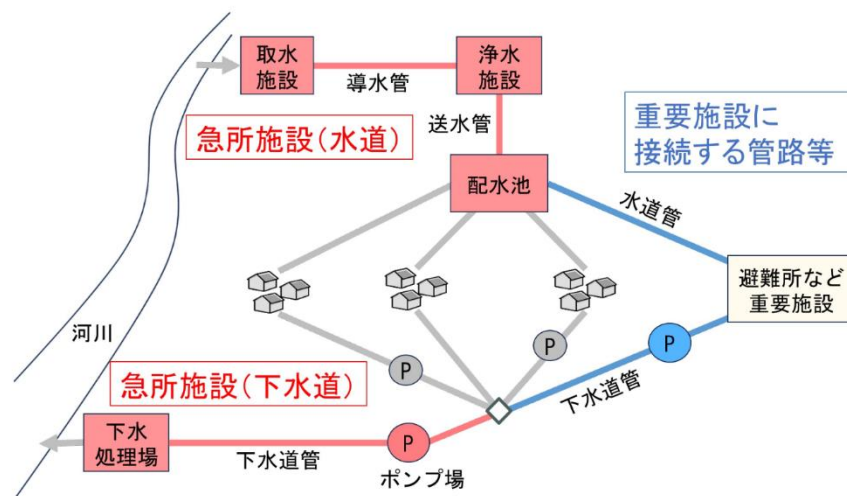 取水
施設
導水管
浄水
施設
急所施設(水道)
送水管
重要施設に
接続する管路等
配水池
水道管
避難所など
重要施設
河川
P
P
P
急所施設(下水道)
下水道管
下水
処理場
下水道管
P
ポンプ場